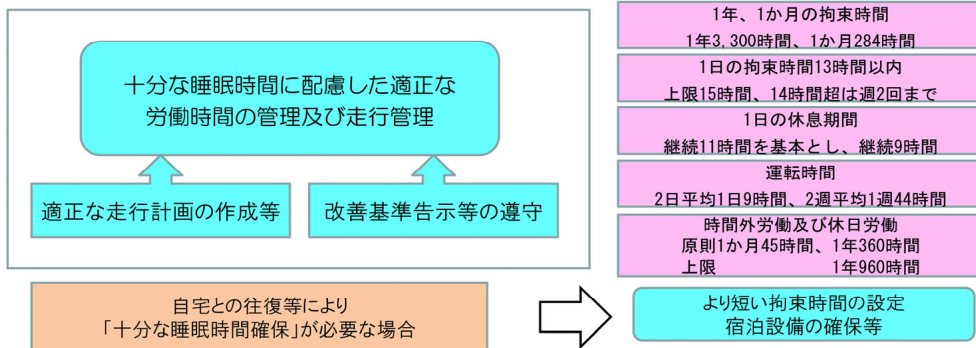 十分な睡眠時間に配慮した適正な
労働時間の管理及び走行管理
適正な走行計画の作成等
改善基準告示等の遵守
自宅との往復等により
「十分な睡眠時間確保」が必要な場合
1年、1か月の拘束時間
1年3,300時間、1か月284時間
1日の拘束時間13時間以内
上限15時間、14時間超は週2回まで
1日の休息期間
継続11時間を基本とし、継続9時間
運転時間
2日平均1日9時間、2週平均1週44時間
時間外労働及び休日労働
原則1か月45時間、1年360時間
上限 1年960時間
より短い拘束時間の設定
宿泊設備の確保等